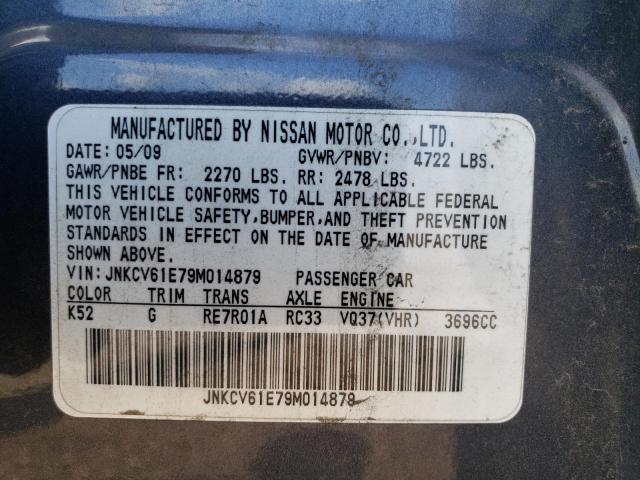 MANUFACTURED BY NISSAN MOTOR CO.,LTD.
DATE: 05/09 GVWR/PNBV: 4722 LBS.
GAWR/PNBE FR: 2270 LBS. RR: 2478 LBS.
THIS VEHICLE CONFORMS TO ALL APPLICABLE FEDERAL
MOTOR VEHICLE SAFETY,BUMPER,AND THEFT PREVENTION
STANDARDS IN EFFECT ON THE DATE OF MANUFACTURE
SHOWN ABOVE.
VIN: JNKCV61E79M014879 PASSENGER CAR
COLOR TRIM TRANS AXLE ENGINE
K52 G RE7R01A RC33 VQ37(VHR) 3696CC
JNKCV61E79M014879